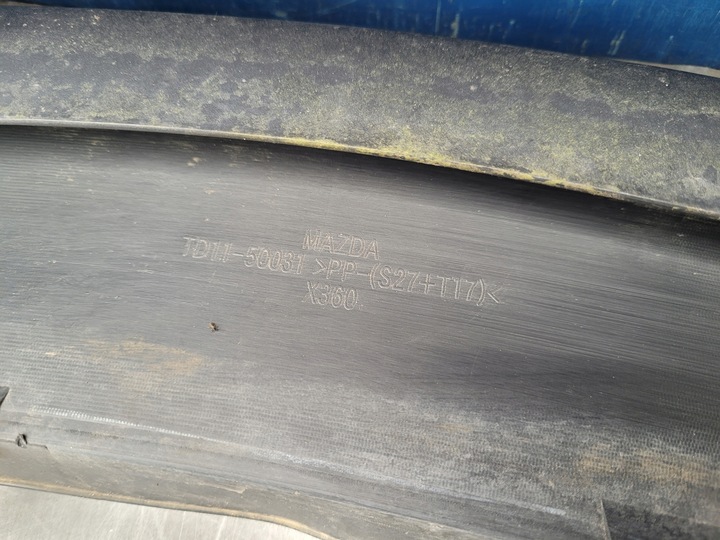 MAZDA
TD11-50031 >PP-(S27+T17)<
X360.